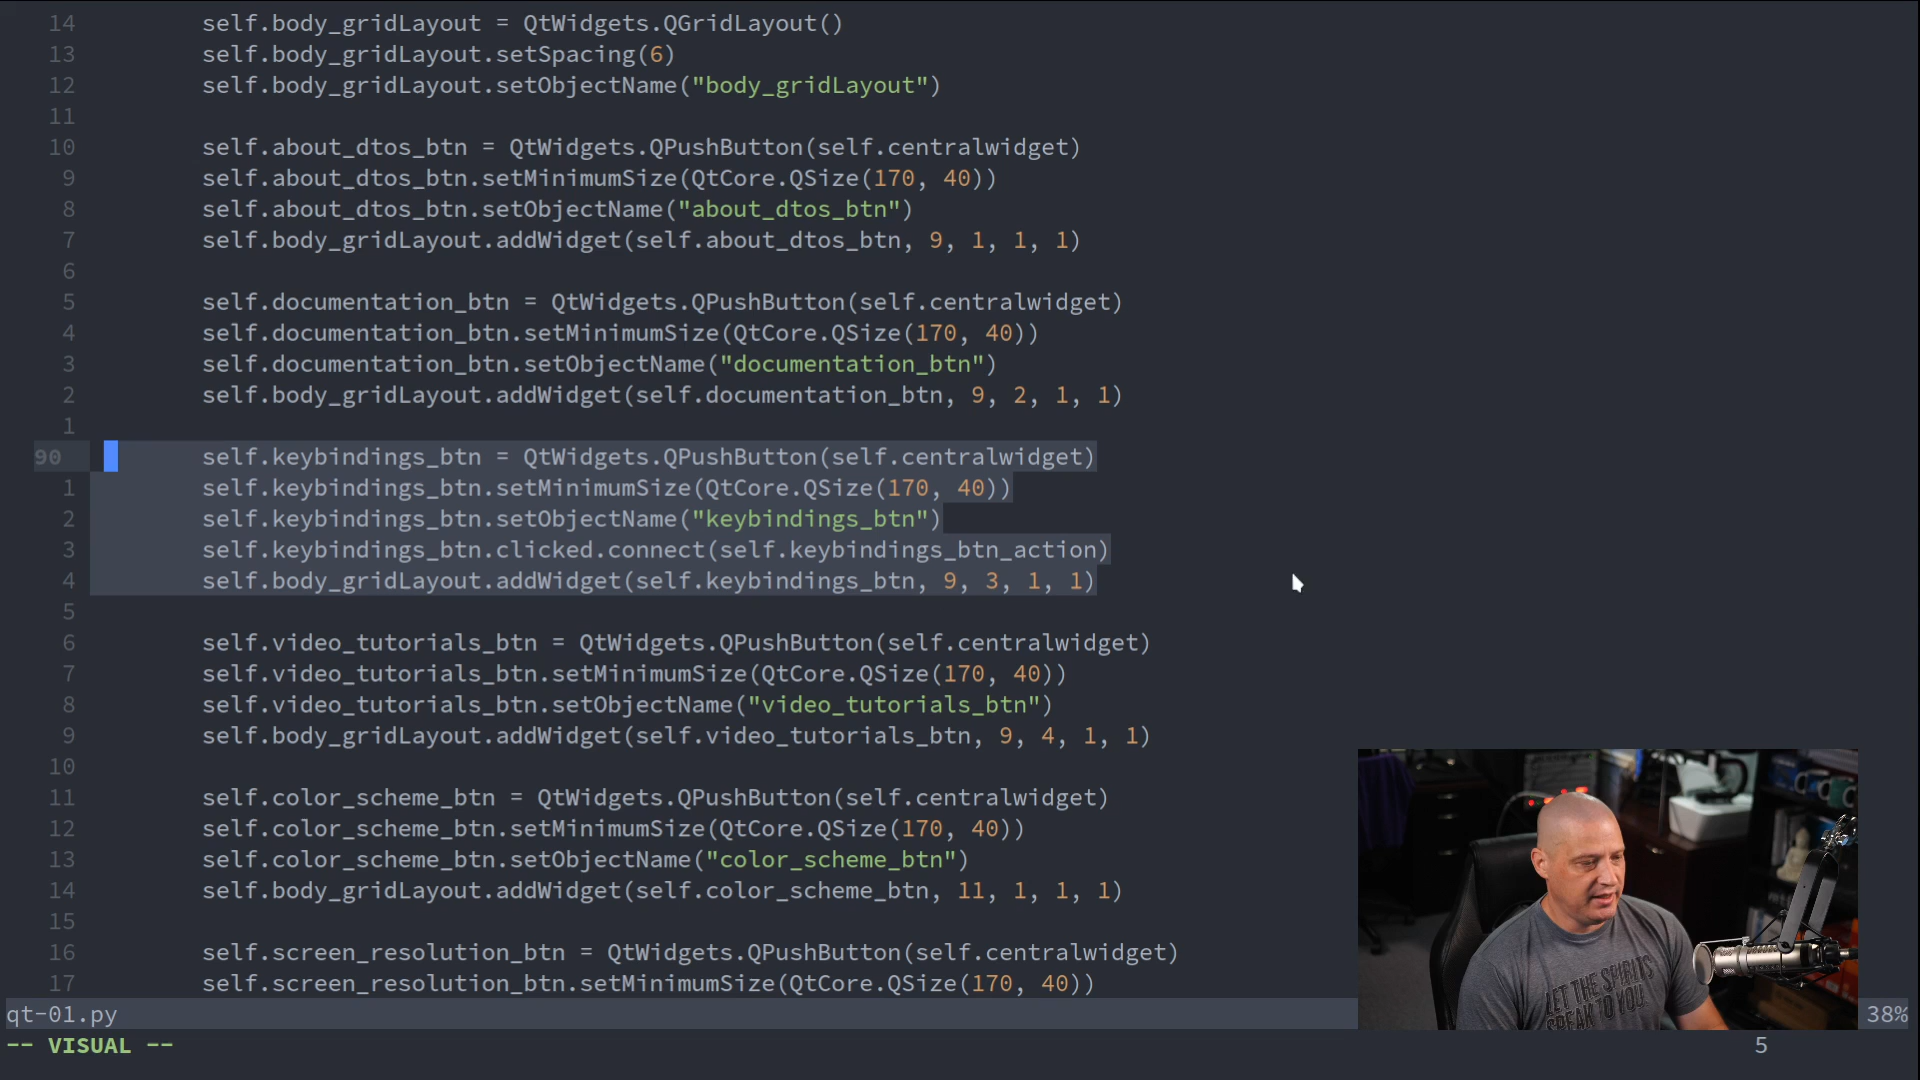 14 self.body_gridLayout = QtWidgets.QGridLayout()
13 self.body_gridLayout.setSpacing(6)
12 self.body_gridLayout.setObjectName("body_gridLayout")
11
10 self.about_dtos_btn = QtWidgets.QPushButton(self.centralwidget)
9 self.about_dtos_btn.setMinimumSize(QtCore.QSize(170, 40))
8 self.about_dtos_btn.setObjectName("about_dtos_btn")
7 self.body_gridLayout.addWidget(self.about_dtos_btn, 9, 1, 1, 1)
6
5 self.documentation_btn = QtWidgets.QPushButton(self.centralwidget)
4 self.documentation_btn.setMinimumSize(QtCore.QSize(170, 40))
3 self.documentation_btn.setObjectName("documentation_btn")
2 self.body_gridLayout.addWidget(self.documentation_btn, 9, 2, 1, 1)
1
90 self.keybindings_btn = QtWidgets.QPushButton(self.centralwidget)
1 self.keybindings_btn.setMinimumSize(QtCore.QSize(170, 40))
2 self.keybindings_btn.setObjectName("keybindings_btn")
3 self.keybindings_btn.clicked.connect(self.keybindings_btn_action)
4 self.body_gridLayout.addWidget(self.keybindings_btn, 9, 3, 1, 1)
5
6 self.video_tutorials_btn = QtWidgets.QPushButton(self.centralwidget)
7 self.video_tutorials_btn.setMinimumSize(QtCore.QSize(170, 40))
8 self.video_tutorials_btn.setObjectName("video_tutorials_btn")
9 self.body_gridLayout.addWidget(self.video_tutorials_btn, 9, 4, 1, 1)
10
11 self.color_scheme_btn = QtWidgets.QPushButton(self.centralwidget)
12 self.color_scheme_btn.setMinimumSize(QtCore.QSize(170, 40))
13 self.color_scheme_btn.setObjectName("color_scheme_btn")
14 self.body_gridLayout.addWidget(self.color_scheme_btn, 11, 1, 1, 1)
15
16 self.screen_resolution_btn = QtWidgets.QPushButton(self.centralwidget)
17 self.screen_resolution_btn.setMinimumSize(QtCore.QSize(170, 40))
LET THE SPIRITS
SPEAK TO YOU
qt-01.py 38%
-- VISUAL -- 5